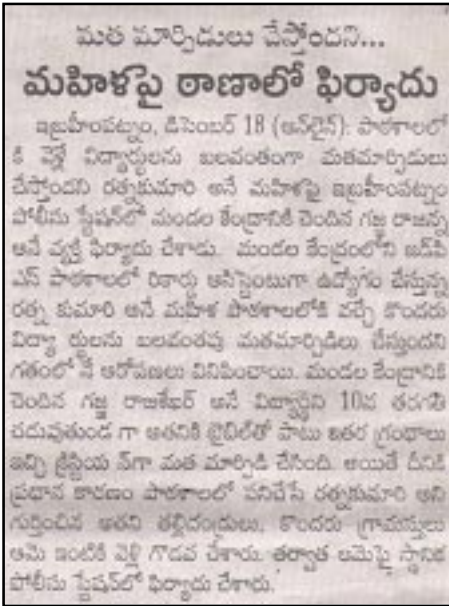 మత మార్పిడులు చేస్తోందని...
మహిళపై ఠాణాలో ఫిర్యాదు
ఇబ్రహీంపట్నం, డిసెంబర్ 18 (ఆన్‌లైన్): పాఠశాలలో
కి వెళ్లే విద్యార్థులను బలవంతంగా మతమార్పిడులు
చేస్తోందని రత్నకుమారి అనే మహిళపై ఇబ్రహీంపట్నం
పోలీసు స్టేషన్‌లో మండల కేంద్రానికి చెందిన గజ్జ రాజన్న
అనే వ్యక్తి ఫిర్యాదు చేశాడు. మండల కేంద్రంలోని జడ్‌పి
ఎస్ పాఠశాలలో రికార్డు అసిస్టెంటుగా ఉద్యోగం చేస్తున్న
రత్న కుమారి అనే మహిళ పాఠశాలలోకి వచ్చే కొందరు
విద్యా ర్థులను బలవంతపు మతమార్పిడిలు చేస్తుందని
గతంలో నే ఆరోపణలు వినిపించాయి. మండల కేంద్రానికి
చెందిన గజ్జ రాజశేఖర్ అనే విద్యార్థిని 10వ తరగతి
చదువుతుండ గా అతనికి బైబిల్‌తో పాటు ఇతర గ్రంథాలు
ఇచ్చి క్రిస్టియ న్‌గా మత మార్పిడి చేసింది. అయితే దీనికి
ప్రధాన కారణం పాఠశాలలో పనిచేసే రత్నకుమారి అని
గుర్తించిన అతని తల్లిదండ్రులు, కొందరు గ్రామస్తులు
ఆమె ఇంటికి వెళ్లి గొడవ చేశారు. తర్వాత ఆమెపై స్థానిక
పోలీసు స్టేషన్‌లో ఫిర్యాదు చేశారు.